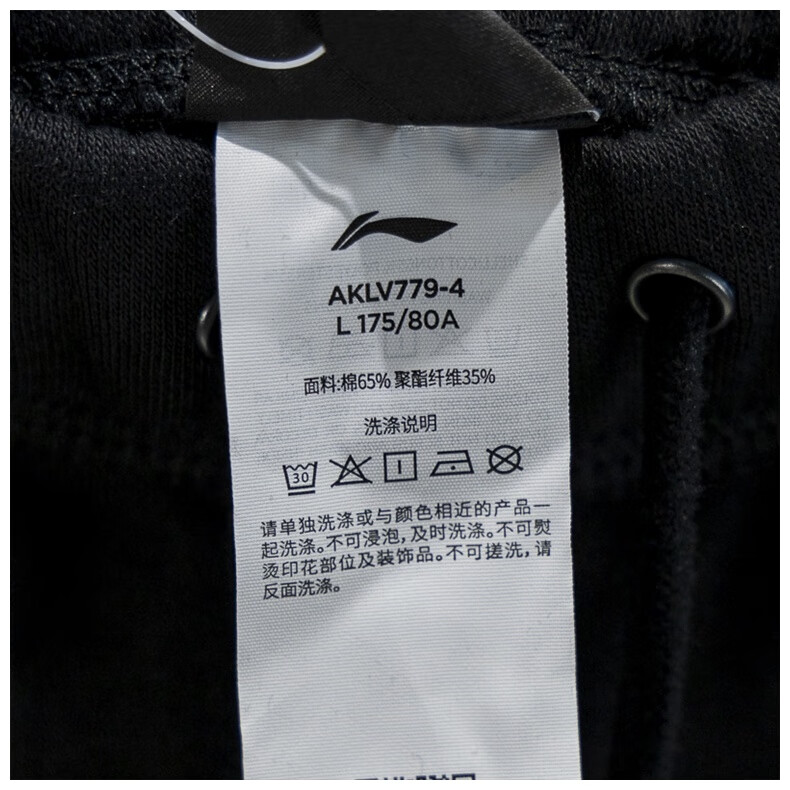 AKLV779-4
L 175/80A
面料:棉65% 聚酯纤维35%
洗涤说明
30
请单独洗涤或与颜色相近的产品一
起洗涤。不可浸泡,及时洗涤。不可熨
烫印花部位及装饰品。不可搓洗,请
反面洗涤。